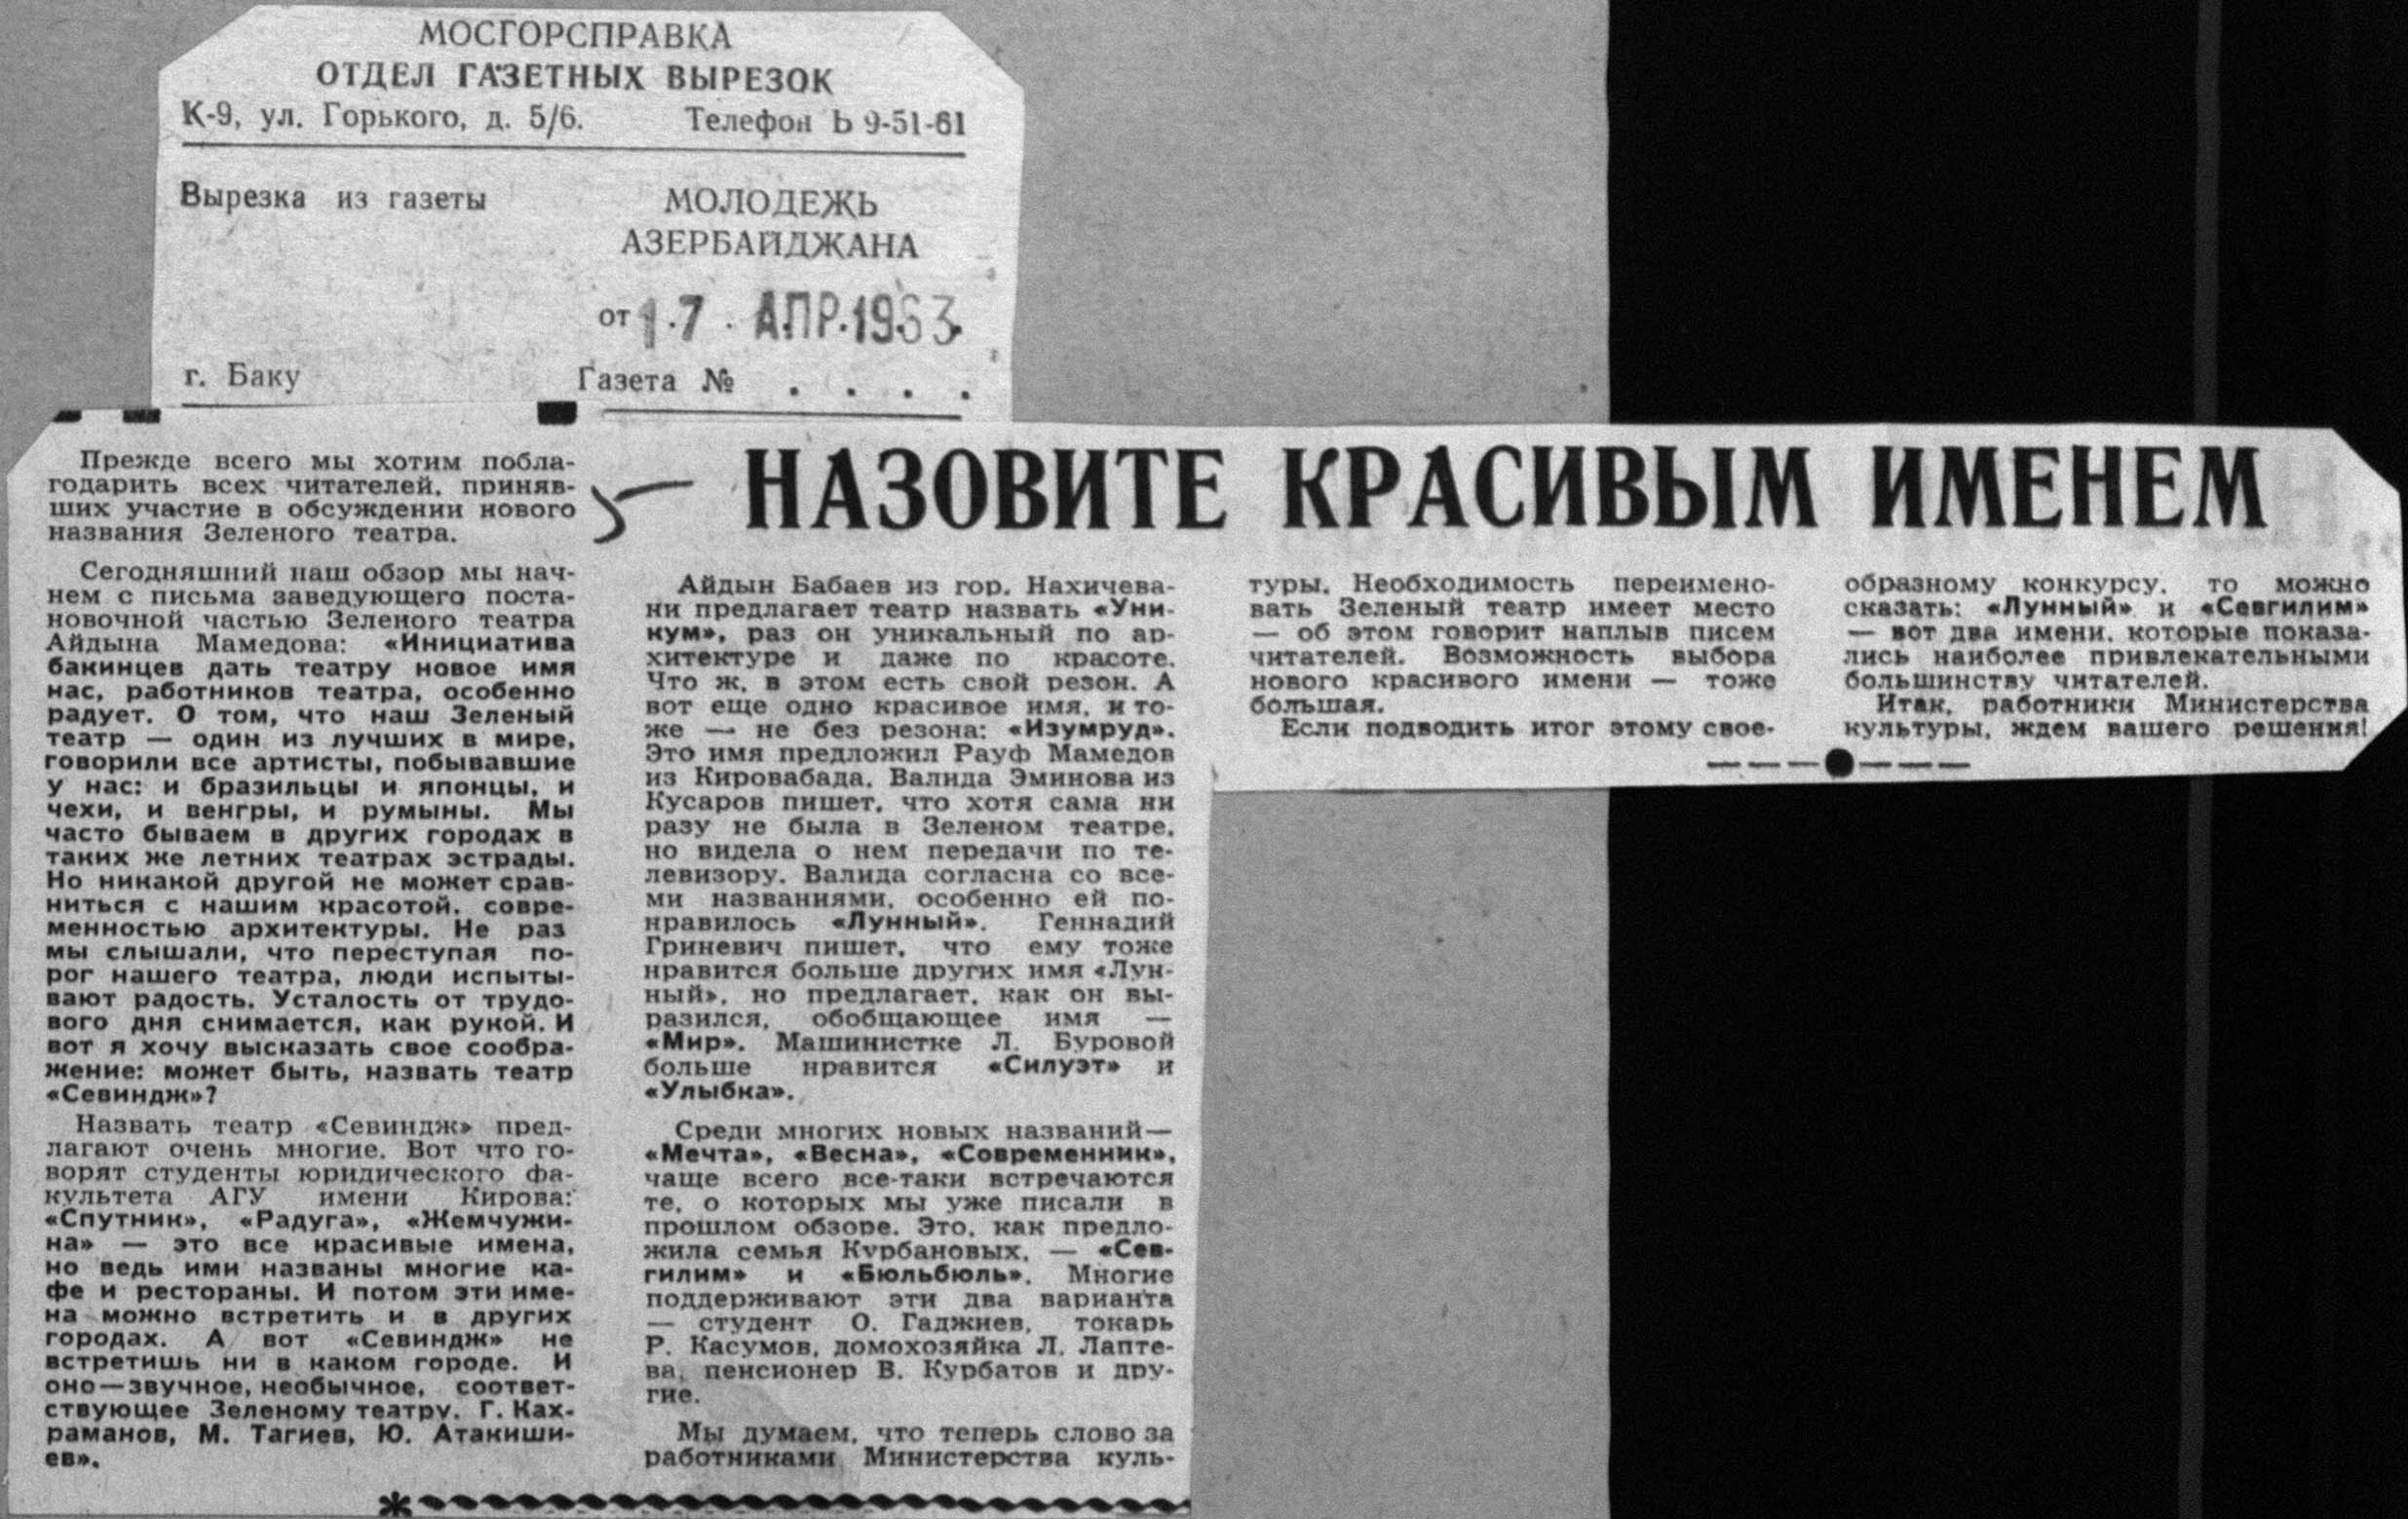 МОСГОРСПРАВКА
ОТДЕЛ ГАЗЕТНЫХ ВЫРЕЗОК
К-9, ул. Горького, д. 5/6. Телефон Б 9-51-61
Вырезка из газеты
МОЛОДЕЖЬ
АЗЕРБАЙДЖАНА
от 17. АПР. 1963.
г. Баку Газета № . . . .
НАЗОВИТЕ КРАСИВЫМ ИМЕНЕМ
Прежде всего мы хотим побла-
годарить всех читателей, приняв-
ших участие в обсуждении нового
названия Зеленого театра.
Сегодняшний наш обзор мы нач-
нем с письма заведующего поста-
новочной частью Зеленого театра
Айдына Мамедова: «Инициатива
бакинцев дать театру новое имя
нас, работников театра, особенно
радует. О том, что наш Зеленый
театр — один из лучших в мире,
говорили все артисты, побывавшие
у нас: и бразильцы и японцы, и
чехи, и венгры, и румыны. Мы
часто бываем в других городах в
таких же летних театрах эстрады.
Но никакой другой не может срав-
ниться с нашим красотой, совре-
менностью архитектуры. Не раз
мы слышали, что переступая по-
рог нашего театра, люди испыты-
вают радость. Усталость от трудо-
вого дня снимается, как рукой. И
вот я хочу высказать свое сообра-
жение: может быть, назвать театр
«Севиндж»?
Назвать театр «Севиндж» пред-
лагают очень многие. Вот что го-
ворят студенты юридического фа-
культета АГУ имени Кирова:
«Спутник», «Радуга», «Жемчужи-
на» — это все красивые имена,
но ведь ими названы многие ка-
фе и рестораны. И потом эти име-
на можно встретить и в других
городах. А вот «Севиндж» не
встретишь ни в каком городе. И
оно—звучное, необычное, соответ-
ствующее Зеленому театру. Г. Ках-
раманов, М. Тагиев, Ю. Атакиши-
ев».
Айдын Бабаев из гор. Нахичева-
ни предлагает театр назвать «Уни-
кум», раз он уникальный по ар-
хитектуре и даже по красоте.
Что ж, в этом есть свой резон. А
вот еще одно красивое имя, и то-
же — не без резона: «Изумруд».
Это имя предложил Рауф Мамедов
из Кировабада. Валида Эминова из
Кусаров пишет, что хотя сама ни
разу не была в Зеленом театре,
но видела о нем передачи по те-
левизору. Валида согласна со все-
ми названиями, особенно ей по-
нравилось «Лунный». Геннадий
Гриневич пишет, что ему тоже
нравится больше других имя «Лун-
ный», но предлагает, как он вы-
разился, обобщающее имя —
«Мир». Машинистке Л. Буровой
больше нравится «Силуэт» и
«Улыбка».
Среди многих новых названий—
«Мечта», «Весна», «Современник»,
чаще всего все-таки встречаются
те, о которых мы уже писали в
прошлом обзоре. Это, как предло-
жила семья Курбановых, — «Сев-
гилим» и «Бюльбюль». Многие
поддерживают эти два варианта
— студент О. Гаджиев, токарь
Р. Касумов, домохозяйка Л. Лапте-
ва, пенсионер В. Курбатов и дру-
гие.
Мы думаем, что теперь слово за
работниками Министерства куль-
туры. Необходимость переимено-
вать Зеленый театр имеет место
— об этом говорит наплыв писем
читателей. Возможность выбора
нового красивого имени — тоже
большая.
Если подводить итог этому свое-
образному конкурсу, то можно
сказать: «Лунный» и «Севгилим»
— вот два имени, которые показа-
лись наиболее привлекательными
большинству читателей.
Итак, работники Министерства
культуры, ждем вашего решения!